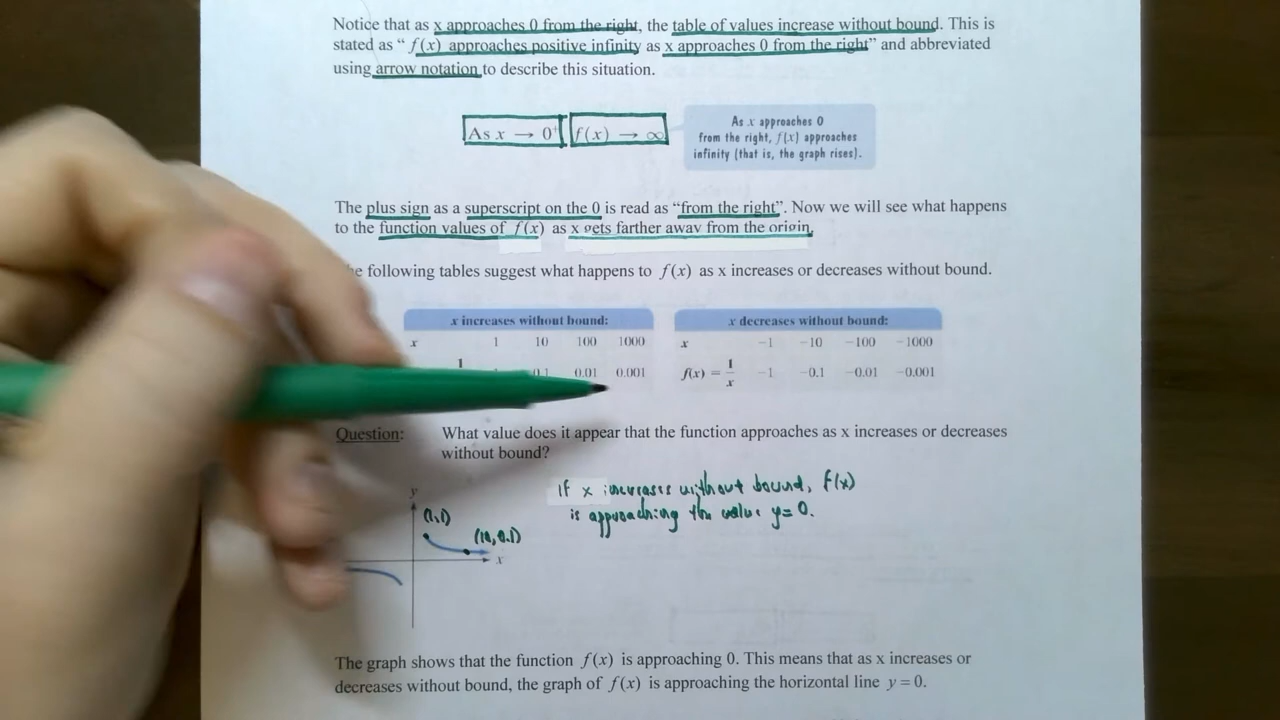 Notice that as x approaches 0 from the right, the table of values increase without bound. This is
stated as “ f(x) approaches positive infinity as x approaches 0 from the right” and abbreviated
using arrow notation to describe this situation.
As x → 0⁺ f(x) → ∞
As x approaches 0
from the right, f(x) approaches
infinity (that is, the graph rises).
The plus sign as a superscript on the 0 is read as “from the right”. Now we will see what happens
to the function values of f(x) as x gets farther away from the origin.
following tables suggest what happens to f(x) as x increases or decreases without bound.
x increases without bound:
x 1 10 100 1000
1 0.1 0.01 0.001
x decreases without bound:
x −1 −10 −100 −1000
f(x) = 1/x −1 −0.1 −0.01 −0.001
Question: What value does it appear that the function approaches as x increases or decreases
without bound?
If x increases without bound, f(x)
is approaching the value y=0.
y
(1,1)
(10,0.1)
x
The graph shows that the function f(x) is approaching 0. This means that as x increases or
decreases without bound, the graph of f(x) is approaching the horizontal line y = 0.